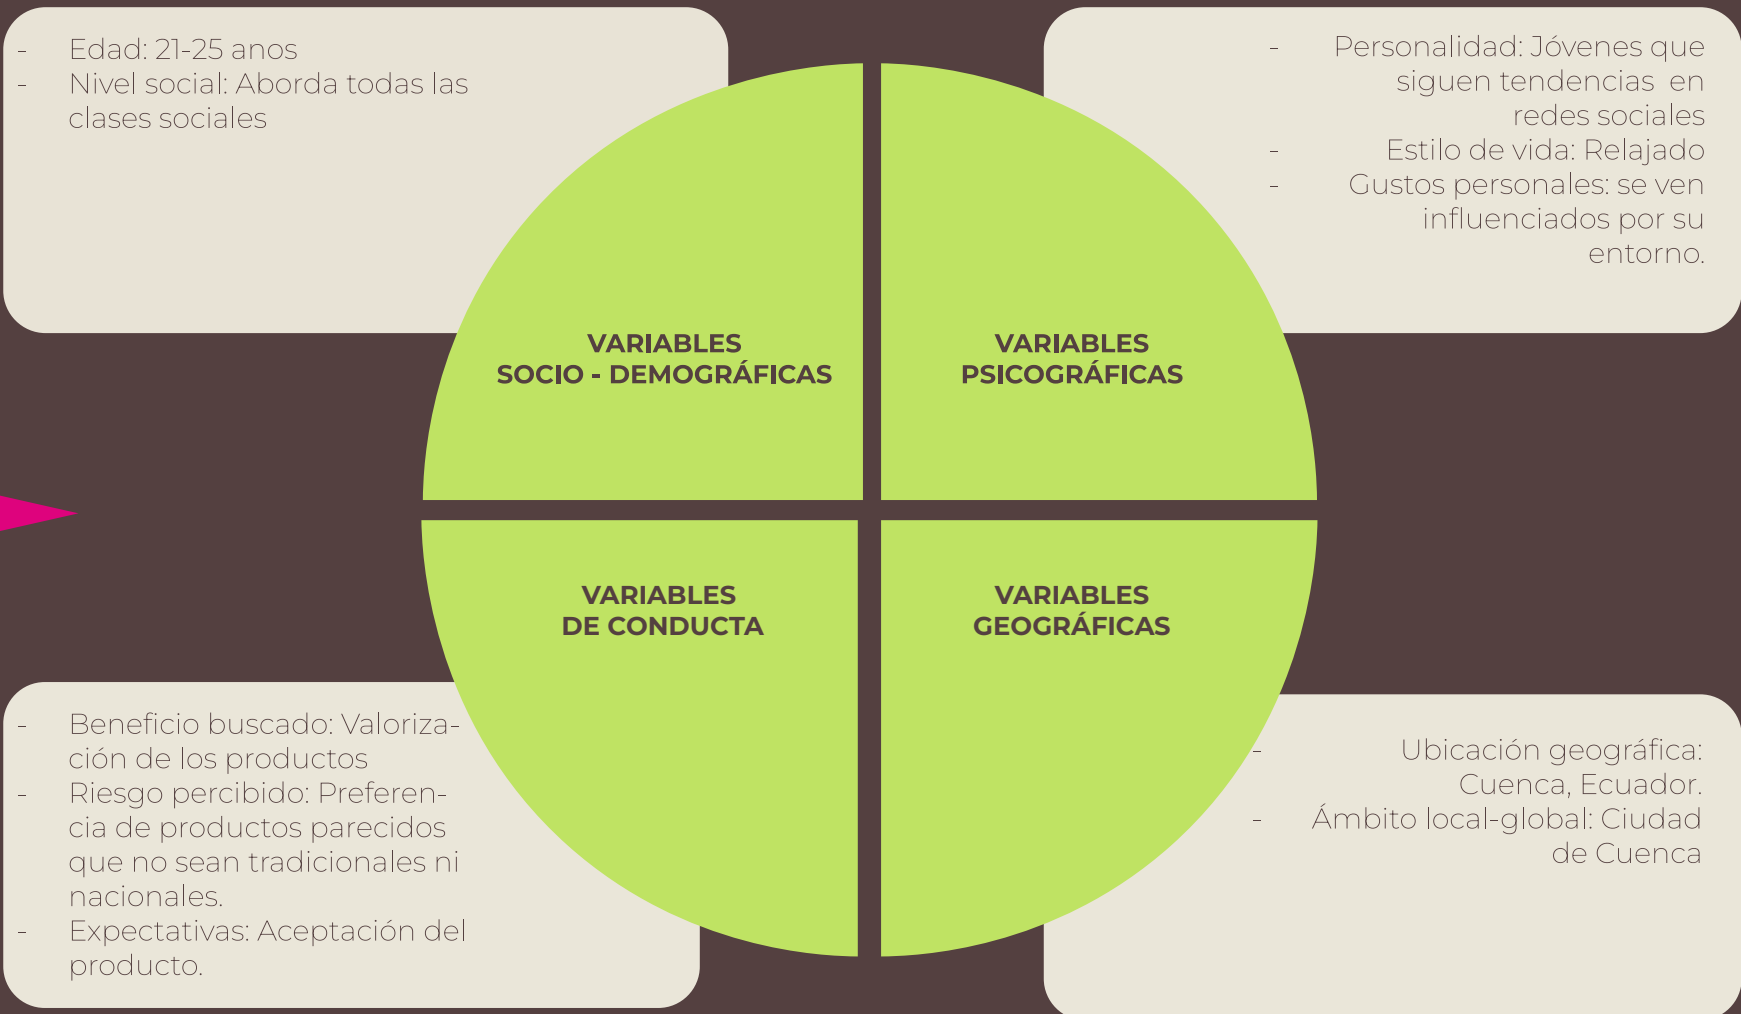 - Edad: 21-25 anos
- Nivel social: Aborda todas las
clases sociales
- Personalidad: Jóvenes que
siguen tendencias en
redes sociales
- Estilo de vida: Relajado
- Gustos personales: se ven
influenciados por su
entorno.
VARIABLES
SOCIO - DEMOGRÁFICAS
VARIABLES
PSICOGRÁFICAS
VARIABLES
DE CONDUCTA
VARIABLES
GEOGRÁFICAS
- Beneficio buscado: Valoriza-
ción de los productos
- Riesgo percibido: Preferen-
cia de productos parecidos
que no sean tradicionales ni
nacionales.
- Expectativas: Aceptación del
producto.
- Ubicación geográfica:
Cuenca, Ecuador.
- Ámbito local-global: Ciudad
de Cuenca